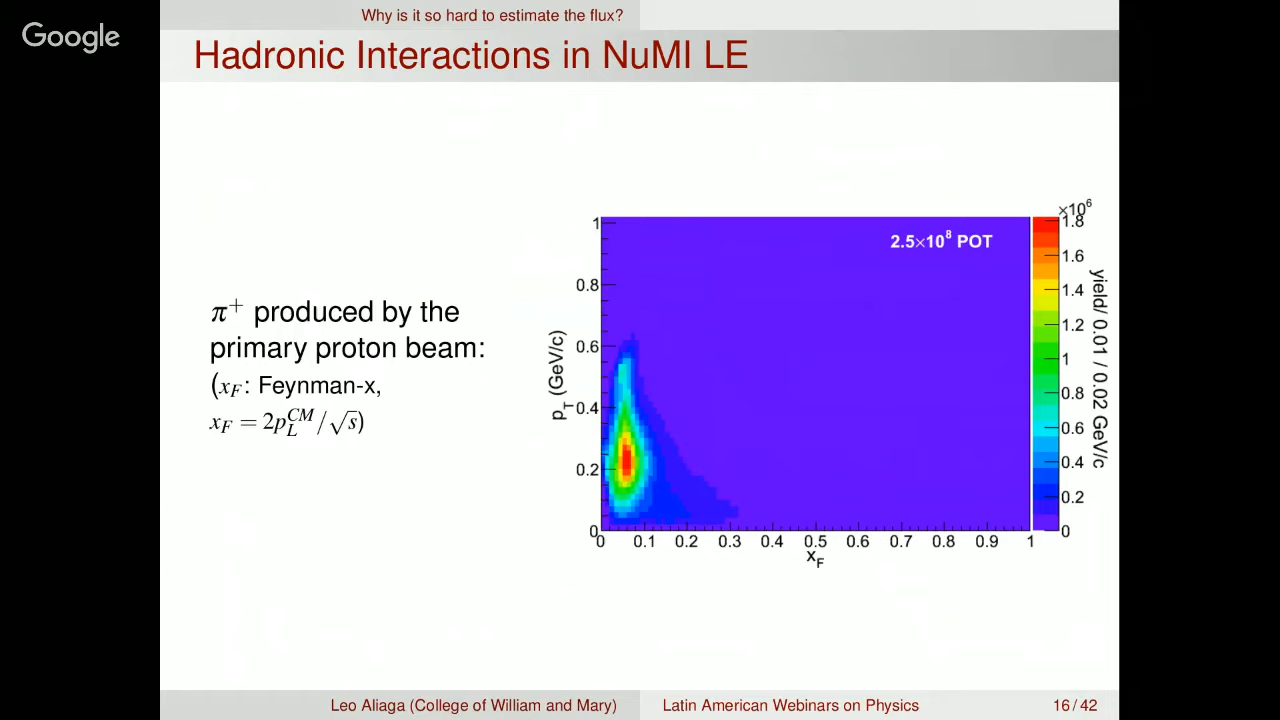 Google
Why is it so hard to estimate the flux?
Hadronic Interactions in NuMI LE
π⁺ produced by the
primary proton beam:
(x_F: Feynman-x,
x_F = 2p_L^{CM}/√s)
2.5×10⁸ POT
p_T (GeV/c)
1
0.8
0.6
0.4
0.2
0
0 0.1 0.2 0.3 0.4 0.5 0.6 0.7 0.8 0.9 1
x_F
×10⁶
1.8
1.6
1.4
1.2
1
0.8
0.6
0.4
0.2
0
yield/ 0.01 / 0.02 GeV/c
Leo Aliaga (College of William and Mary)
Latin American Webinars on Physics
16 / 42